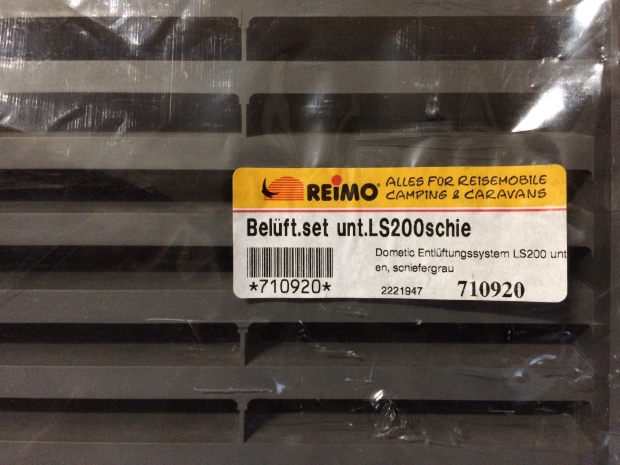 REIMO® ALLES FÜR REISEMOBILE
CAMPING & CARAVANS
Belüft.set unt.LS200schie
Dometic Entlüftungssystem LS200 unt
en, schiefergrau
*710920*
2221947 710920